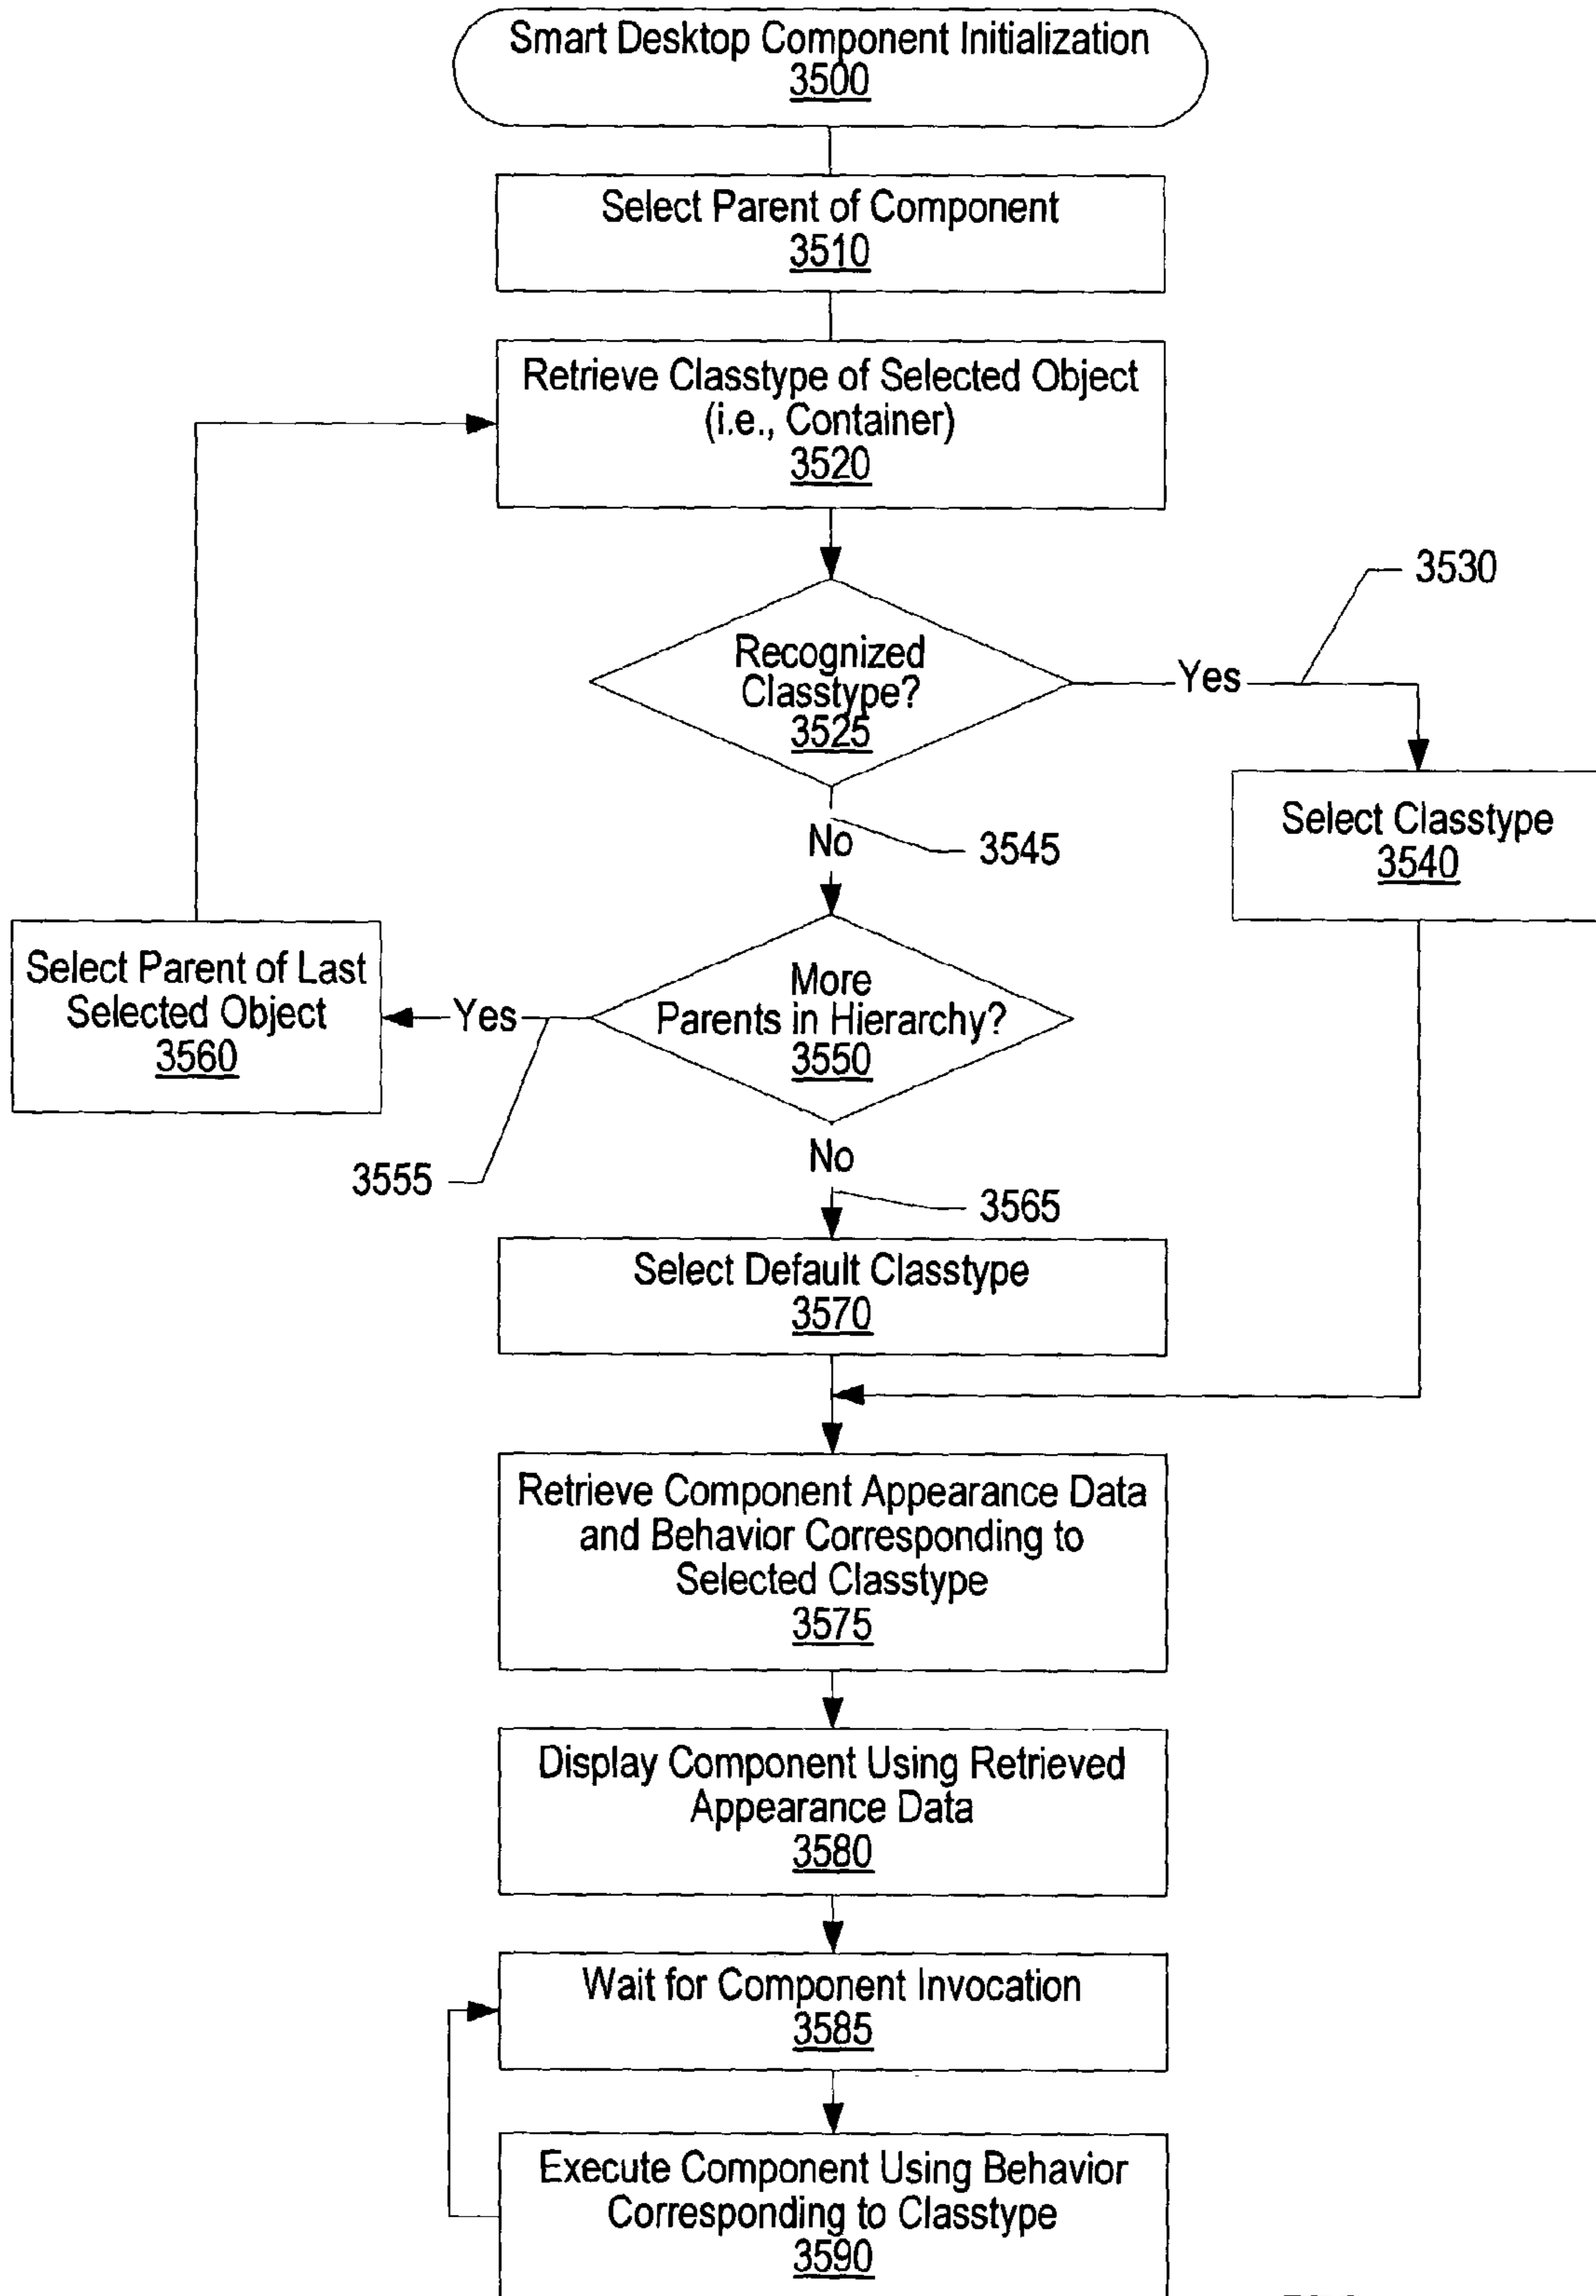 Smart Desktop Component Initialization
3500
Select Parent of Component
3510
Retrieve Classtype of Selected Object
(i.e., Container)
3520
3530
Recognized
Classtype?
3525
Yes
Select Classtype
3540
No
3545
Select Parent of Last
Selected Object
3560
Yes
More
Parents in Hierarchy?
3550
3555
No
3565
Select Default Classtype
3570
Retrieve Component Appearance Data
and Behavior Corresponding to
Selected Classtype
3575
Display Component Using Retrieved
Appearance Data
3580
Wait for Component Invocation
3585
Execute Component Using Behavior
Corresponding to Classtype
3590